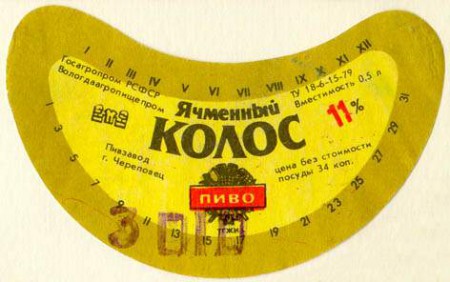 I II III IV V VI VII VIII IX X XI XII
Госагропром РСФСР
Вологдаагропищепром
ТУ 18-6-15-79
Вместимость 0,5 л
Ячменный
КОЛОС
11%
Пивзавод
г. Череповец
цена без стоимости
посуды 34 коп.
ПИВО
1 3 5 7 9 11 13 15 17 19 21 23 25 27 29 31